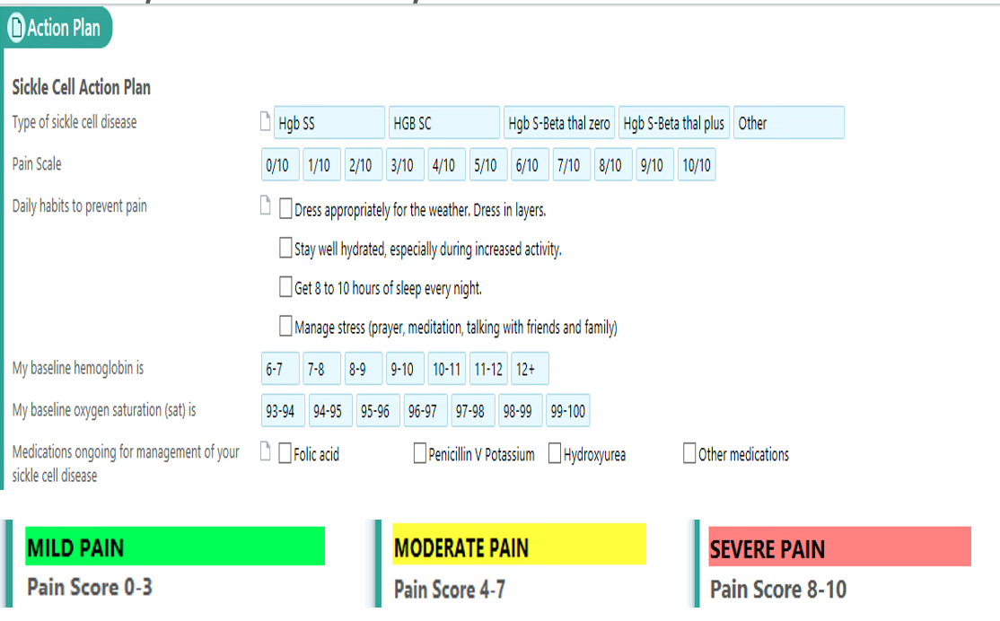 Action Plan
Sickle Cell Action Plan
Type of sickle cell disease Hgb SS HGB SC Hgb S-Beta thal zero Hgb S-Beta thal plus Other
Pain Scale 0/10 1/10 2/10 3/10 4/10 5/10 6/10 7/10 8/10 9/10 10/10
Daily habits to prevent pain Dress appropriately for the weather. Dress in layers.
Stay well hydrated, especially during increased activity.
Get 8 to 10 hours of sleep every night.
Manage stress (prayer, meditation, talking with friends and family)
My baseline hemoglobin is 6-7 7-8 8-9 9-10 10-11 11-12 12+
My baseline oxygen saturation (sat) is 93-94 94-95 95-96 96-97 97-98 98-99 99-100
Medications ongoing for management of your Folic acid Penicillin V Potassium Hydroxyurea Other medications
sickle cell disease
MILD PAIN
Pain Score 0-3
MODERATE PAIN
Pain Score 4-7
SEVERE PAIN
Pain Score 8-10